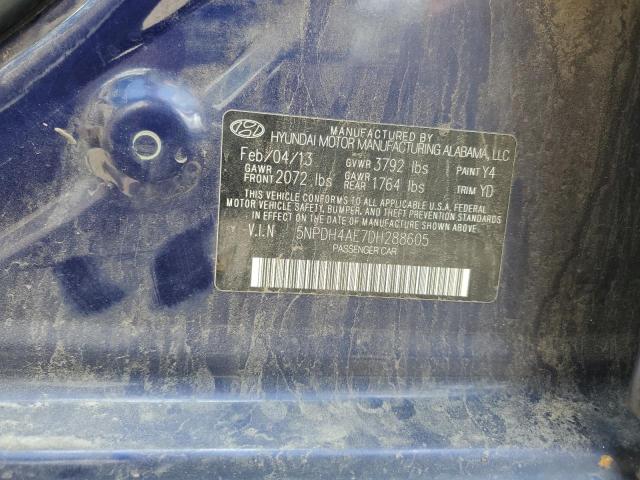 MANUFACTURED BY
HYUNDAI MOTOR MANUFACTURING ALABAMA, LLC
Feb/04/13 GVWR 3792 lbs PAINT Y4
GAWR FRONT 2072 lbs GAWR REAR 1764 lbs TRIM YD
THIS VEHICLE CONFORMS TO ALL APPLICABLE U.S.A. FEDERAL
MOTOR VEHICLE SAFETY, BUMPER, AND THEFT PREVENTION
STANDARDS IN EFFECT ON THE DATE OF MANUFACTURE SHOWN ABOVE.
V.I.N 5NPDH4AE7DH288605
PASSENGER CAR